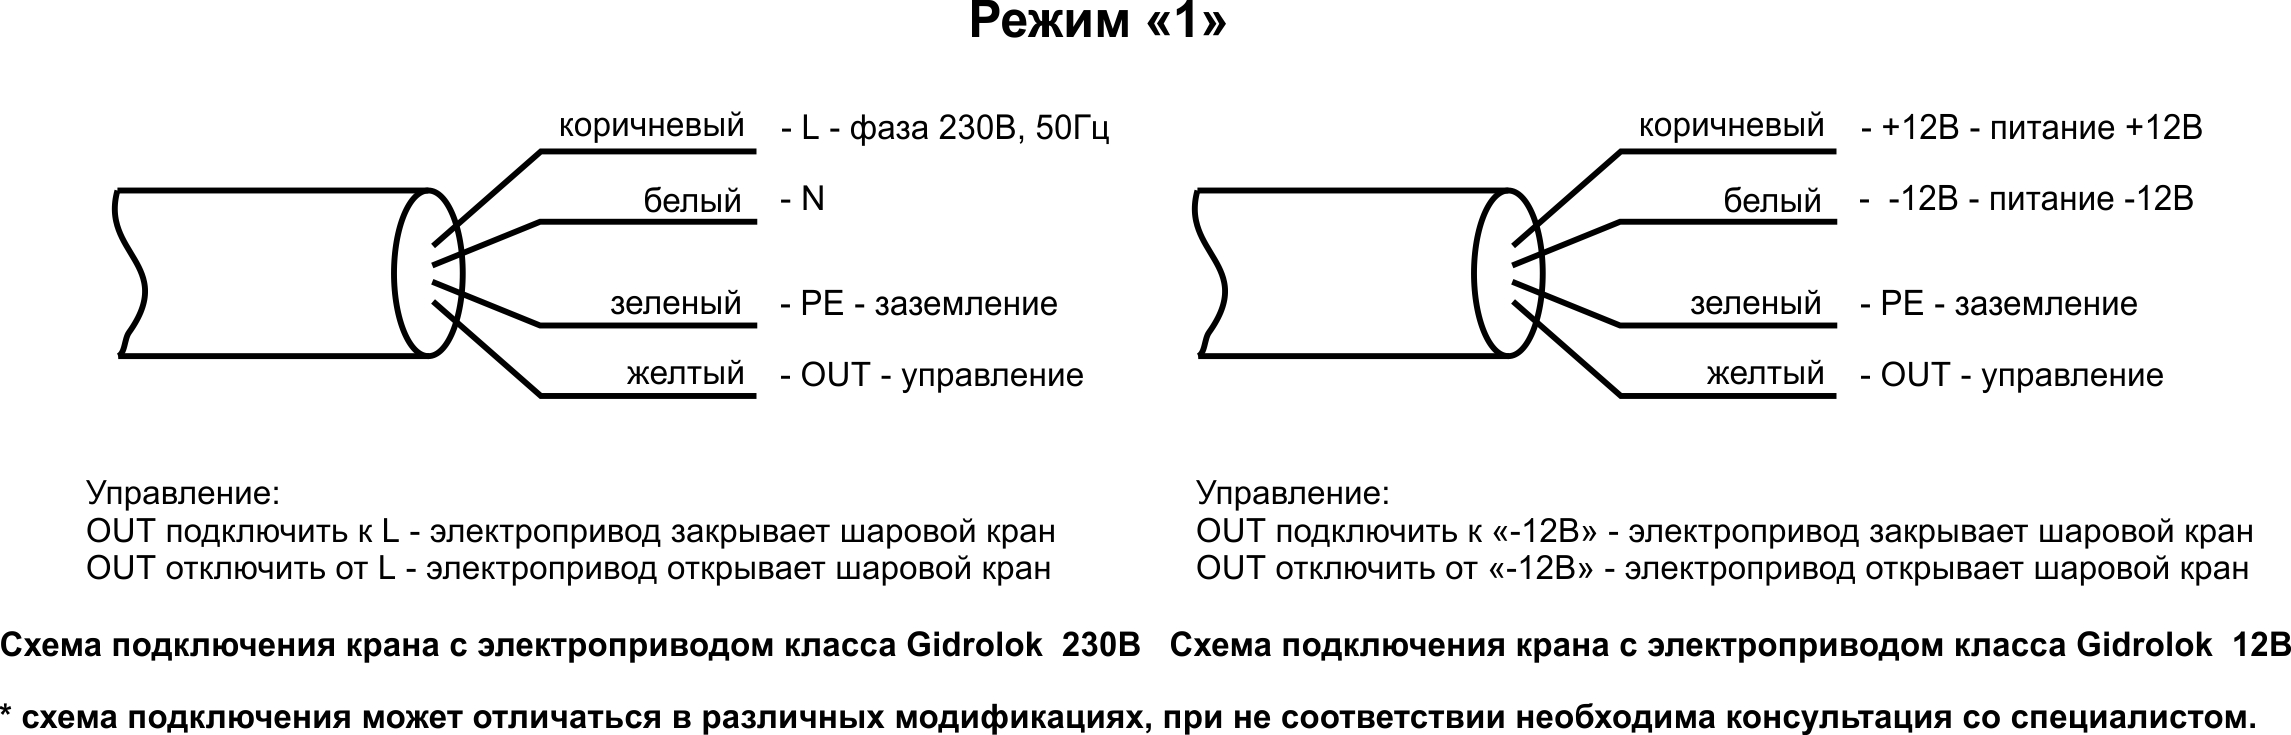 Режим «1»
коричневый - L - фаза 230В, 50Гц
белый - N
зеленый - PE - заземление
желтый - OUT - управление
Управление:
OUT подключить к L - электропривод закрывает шаровой кран
OUT отключить от L - электропривод открывает шаровой кран
Схема подключения крана с электроприводом класса Gidrolok 230В
коричневый - +12В - питание +12В
белый - -12В - питание -12В
зеленый - PE - заземление
желтый - OUT - управление
Управление:
OUT подключить к «-12В» - электропривод закрывает шаровой кран
OUT отключить от «-12В» - электропривод открывает шаровой кран
Схема подключения крана с электроприводом класса Gidrolok 12В
* схема подключения может отличаться в различных модификациях, при не соответствии необходима консультация со специалистом.